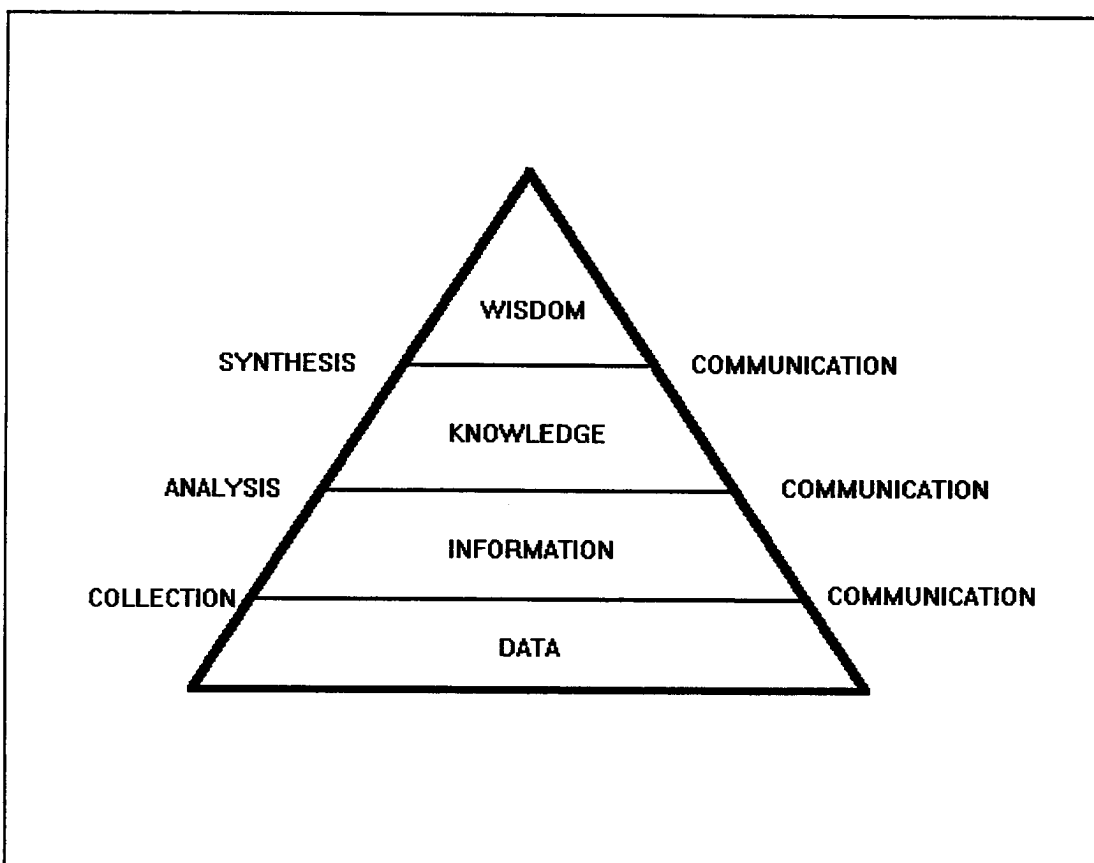 WISDOM
SYNTHESIS COMMUNICATION
KNOWLEDGE
ANALYSIS COMMUNICATION
INFORMATION
COLLECTION COMMUNICATION
DATA